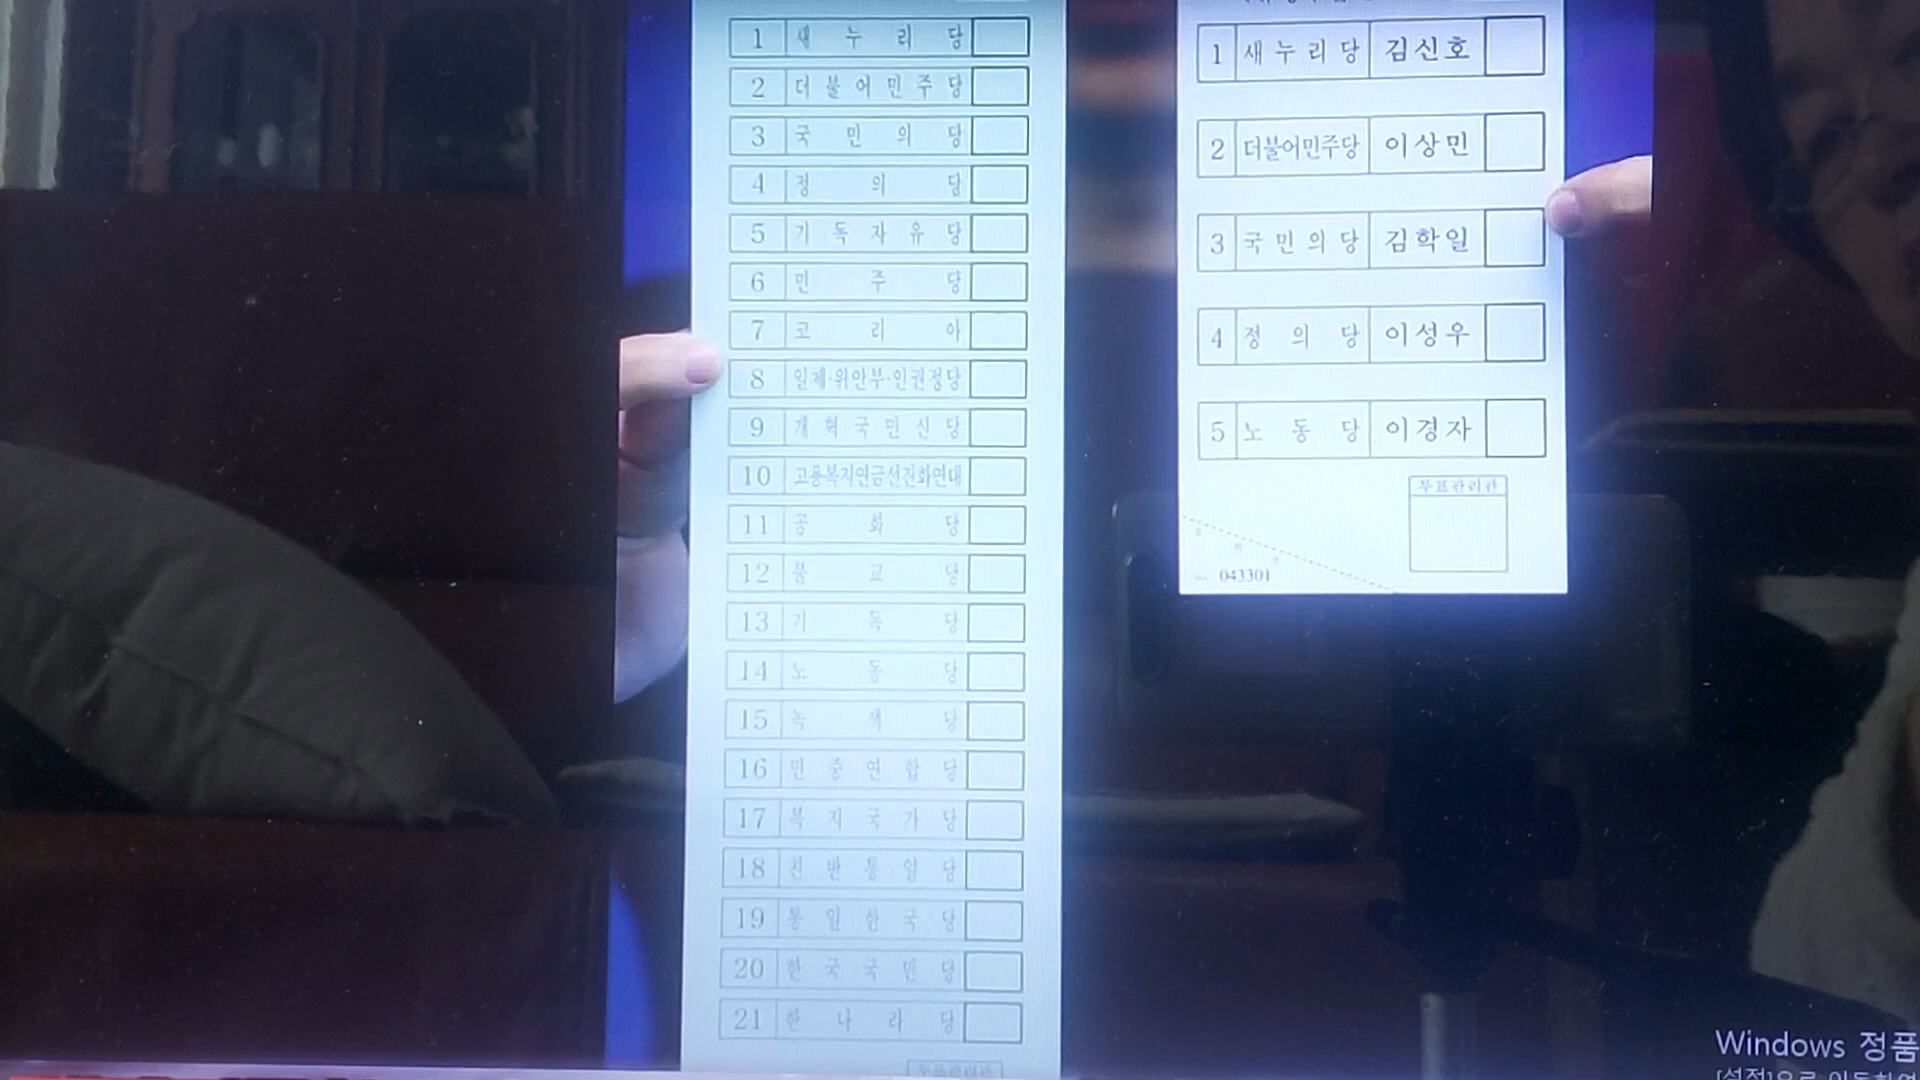 1 새누리당
2 더불어민주당
3 국민의당
4 정의당
5 기독자유당
6 민주당
7 코리아
8 일제·위안부·인권정당
9 개혁국민신당
10 고용복지연금선진화연대
11 공화당
12 불교당
13 기독당
14 노동당
15 녹색당
16 민중연합당
17 복지국가당
18 친반통일당
19 통일한국당
20 한국국민당
21 한나라당
투표관리관
1 새누리당 김신호
2 더불어민주당 이상민
3 국민의당 김학일
4 정의당 이성우
5 노동당 이경자
투표관리관
043301
Windows 정품